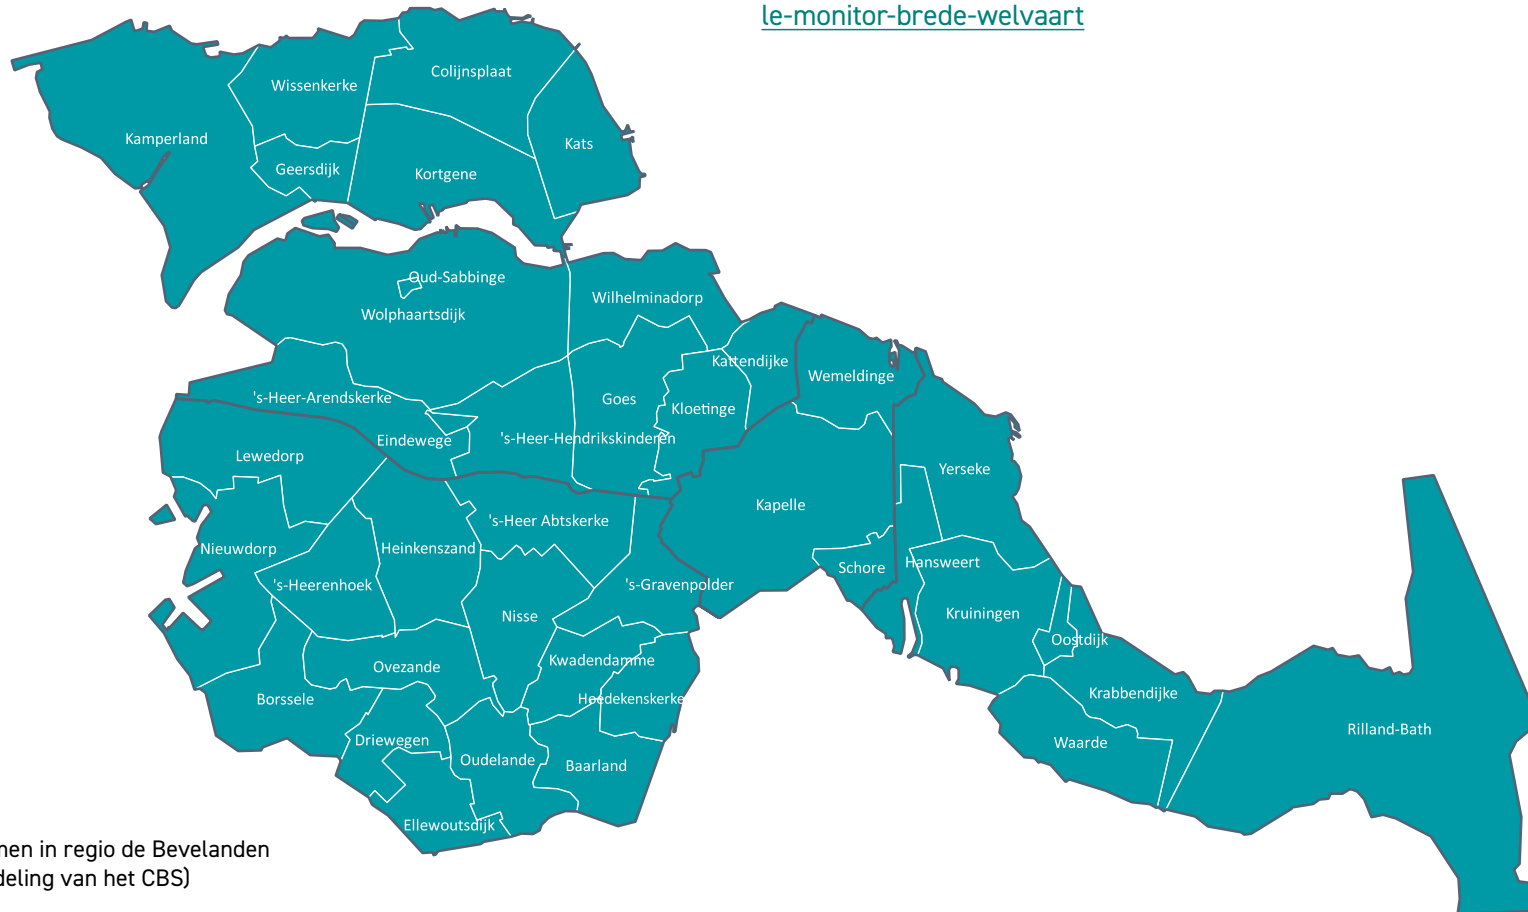 le-monitor-brede-welvaart
Colijnsplaat
Wissenkerke
Kamperland
Kats
Geersdijk
Kortgene
Oud-Sabbinge
Wilhelminadorp
Wolphaartsdijk
Kattendijke
Wemeldinge
's-Heer-Arendskerke
Goes
Kloetinge
Eindewege
's-Heer-Hendrikskinderen
Lewedorp
Yerseke
Kapelle
's-Heer Abtskerke
Nieuwdorp
Heinkenszand
Hansweert
Schore
's-Heerenhoek
's-Gravenpolder
Nisse
Kruiningen
Oostdijk
Kwadendamme
Ovezande
Krabbendijke
Borssele
Hoedekenskerke
Rilland-Bath
Driewegen
Waarde
Oudelande
Baarland
Ellewoutsdijk
men in regio de Bevelanden
deling van het CBS)